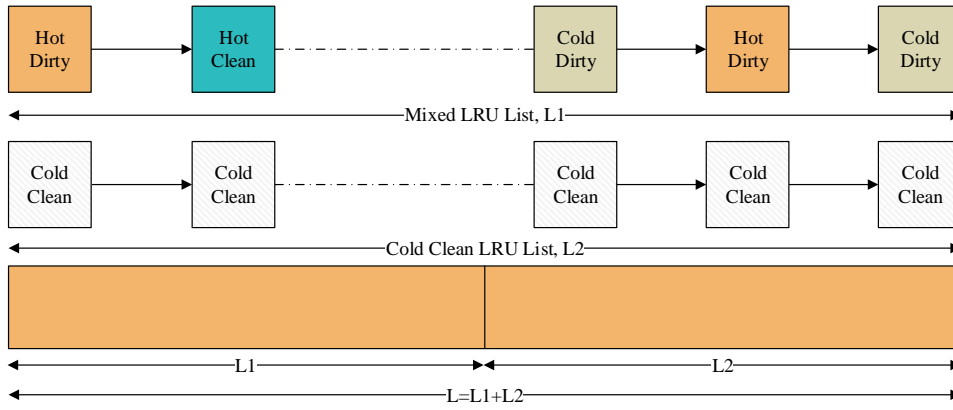 Hot
Dirty
Hot
Clean
Cold
Dirty
Hot
Dirty
Cold
Dirty
Mixed LRU List, L1
Cold
Clean
Cold
Clean
Cold
Clean
Cold
Clean
Cold
Clean
Cold Clean LRU List, L2
L1
L2
L=L1+L2